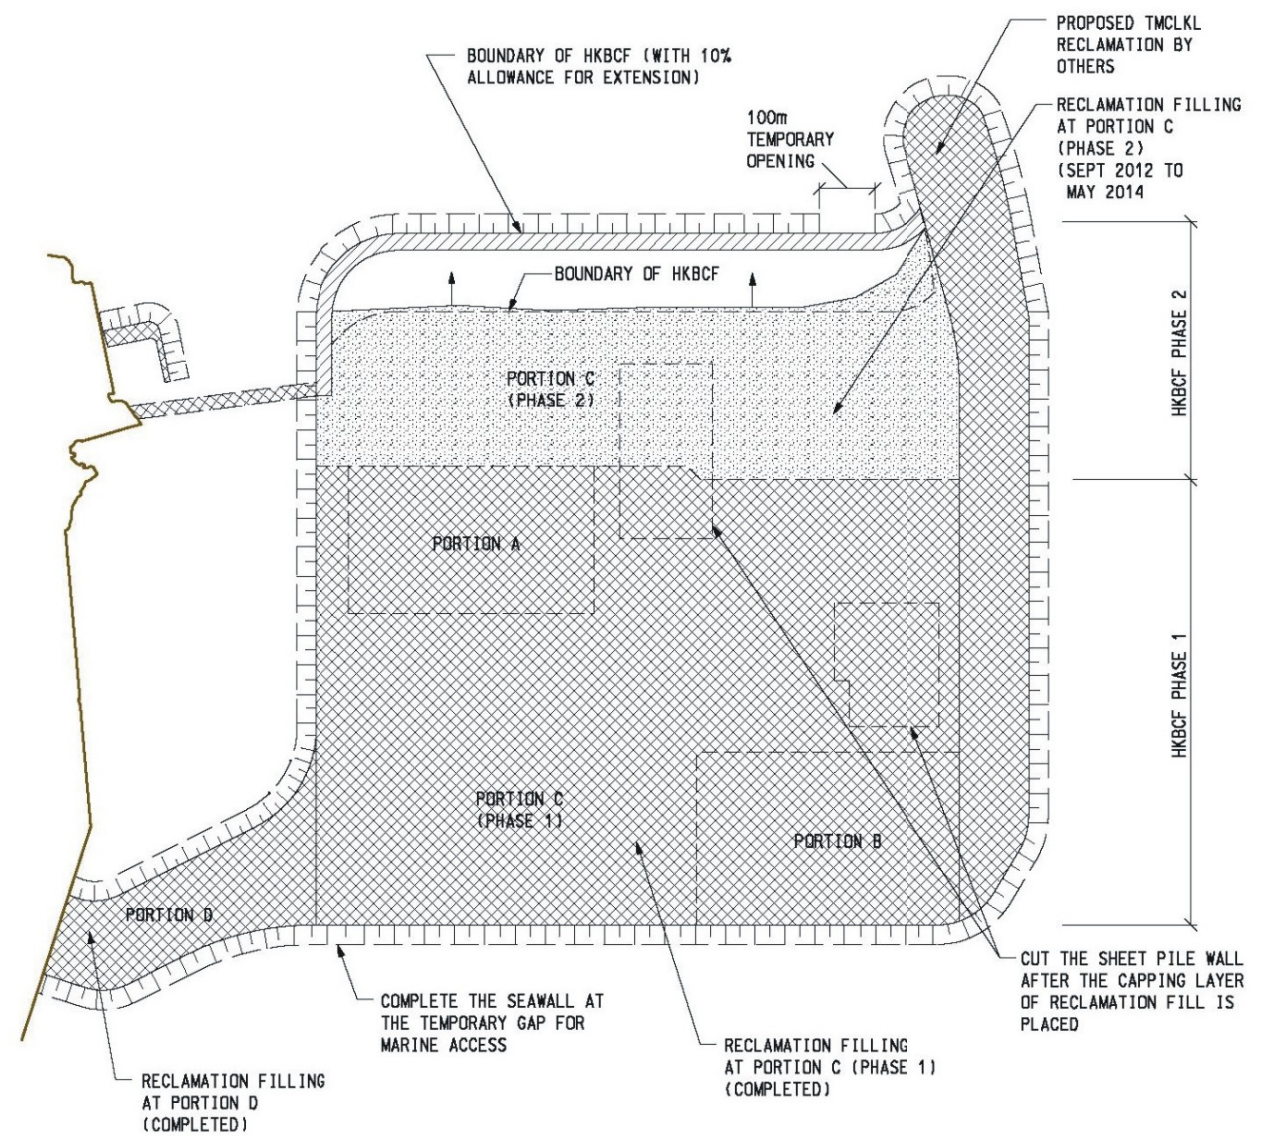 PROPOSED TMCLKL
RECLAMATION BY
OTHERS
BOUNDARY OF HKBCF (WITH 10%
ALLOWANCE FOR EXTENSION)
RECLAMATION FILLING
AT PORTION C
(PHASE 2)
(SEPT 2012 TO
MAY 2014
100m
TEMPORARY
OPENING
BOUNDARY OF HKBCF
HKBCF PHASE 2
PORTION C
(PHASE 2)
PORTION A
HKBCF PHASE 1
PORTION C
(PHASE 1)
PORTION B
PORTION D
CUT THE SHEET PILE WALL
AFTER THE CAPPING LAYER
OF RECLAMATION FILL IS
PLACED
COMPLETE THE SEAWALL AT
THE TEMPORARY GAP FOR
MARINE ACCESS
RECLAMATION FILLING
AT PORTION C (PHASE 1)
(COMPLETED)
RECLAMATION FILLING
AT PORTION D
(COMPLETED)